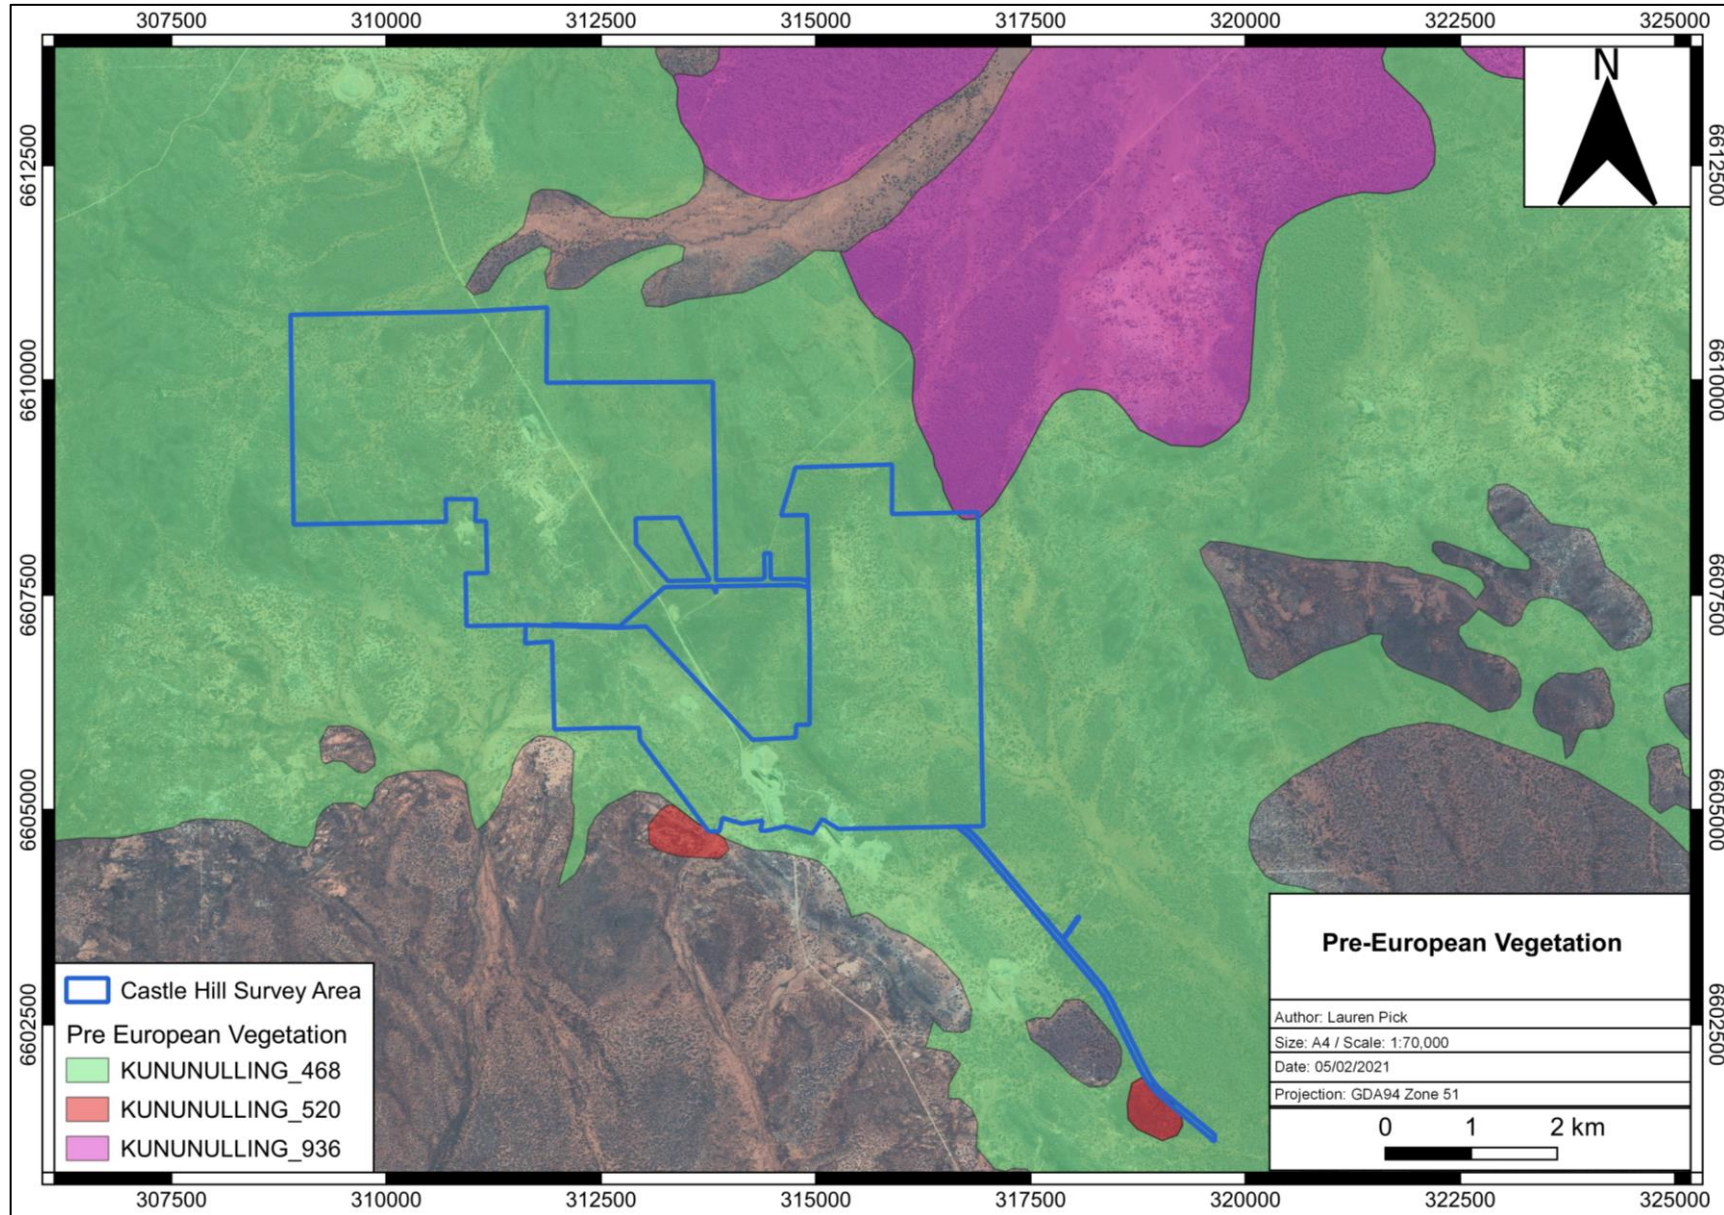 307500 310000 312500 315000 317500 320000 322500 325000
N
6612500 6612500
6610000 6610000
6607500 6607500
6605000 6605000
6602500 6602500
Castle Hill Survey Area
Pre European Vegetation
KUNUNULLING_468
KUNUNULLING_520
KUNUNULLING_936
Pre-European Vegetation
Author: Lauren Pick
Size: A4 / Scale: 1:70,000
Date: 05/02/2021
Projection: GDA94 Zone 51
0 1 2 km
307500 310000 312500 315000 317500 320000 322500 325000